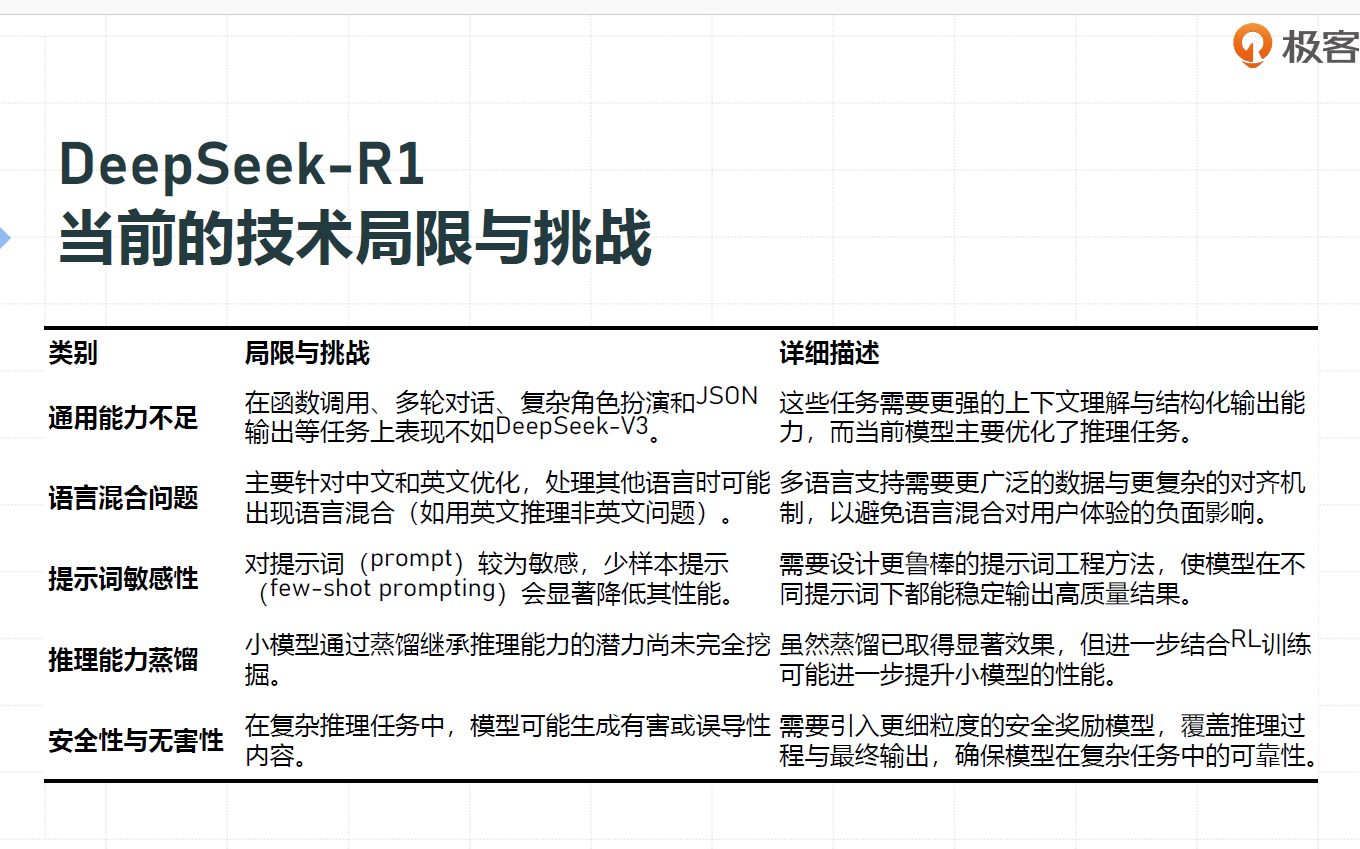 极客
DeepSeek-R1
当前的技术局限与挑战
类别 局限与挑战 详细描述
通用能力不足
在函数调用、多轮对话、复杂角色扮演和JSON
输出等任务上表现不如DeepSeek-V3。
这些任务需要更强的上下文理解与结构化输出能
力，而当前模型主要优化了推理任务。
语言混合问题
主要针对中文和英文优化，处理其他语言时可能
出现语言混合（如用英文推理非英文问题）。
多语言支持需要更广泛的数据与更复杂的对齐机
制，以避免语言混合对用户体验的负面影响。
提示词敏感性
对提示词（prompt）较为敏感，少样本提示
（few-shot prompting）会显著降低其性能。
需要设计更鲁棒的提示词工程方法，使模型在不
同提示词下都能稳定输出高质量结果。
推理能力蒸馏
小模型通过蒸馏继承推理能力的潜力尚未完全挖
掘。
虽然蒸馏已取得显著效果，但进一步结合RL训练
可能进一步提升小模型的性能。
安全性与无害性
在复杂推理任务中，模型可能生成有害或误导性
内容。
需要引入更细粒度的安全奖励模型，覆盖推理过
程与最终输出，确保模型在复杂任务中的可靠性。